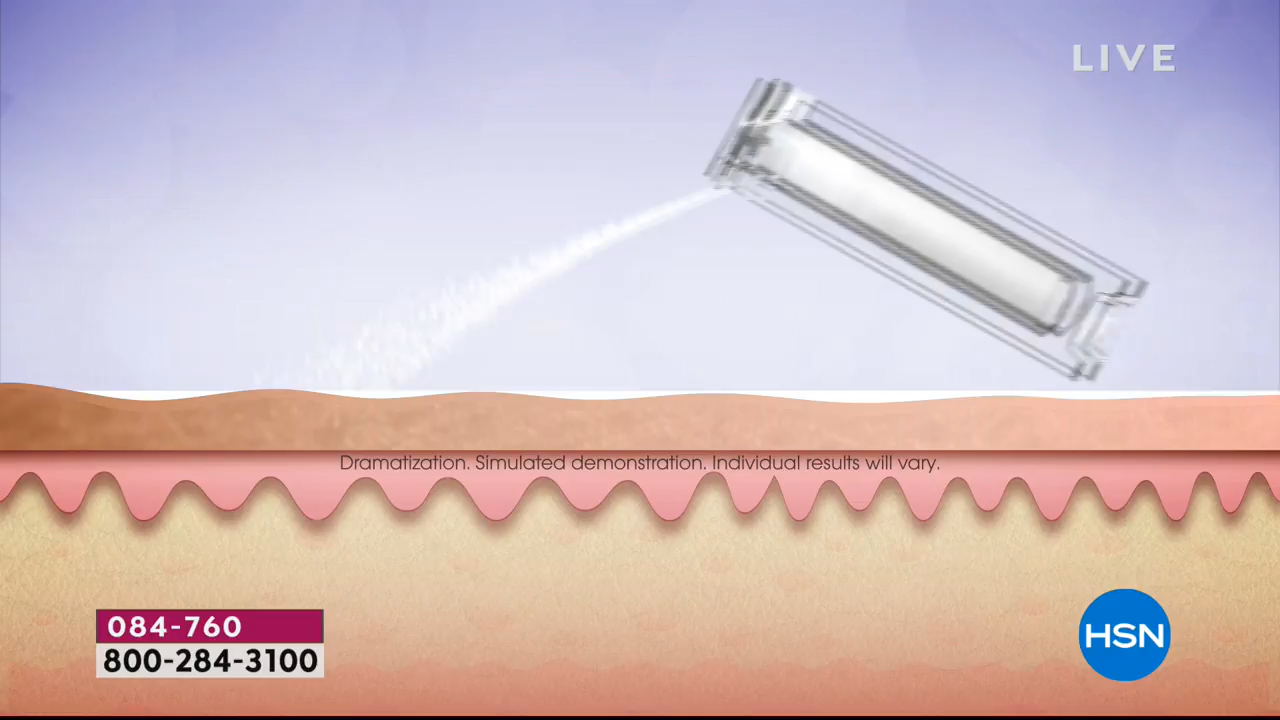 LIVE
Dramatization. Simulated demonstration. Individual results will vary.
084-760
800-284-3100
HSN